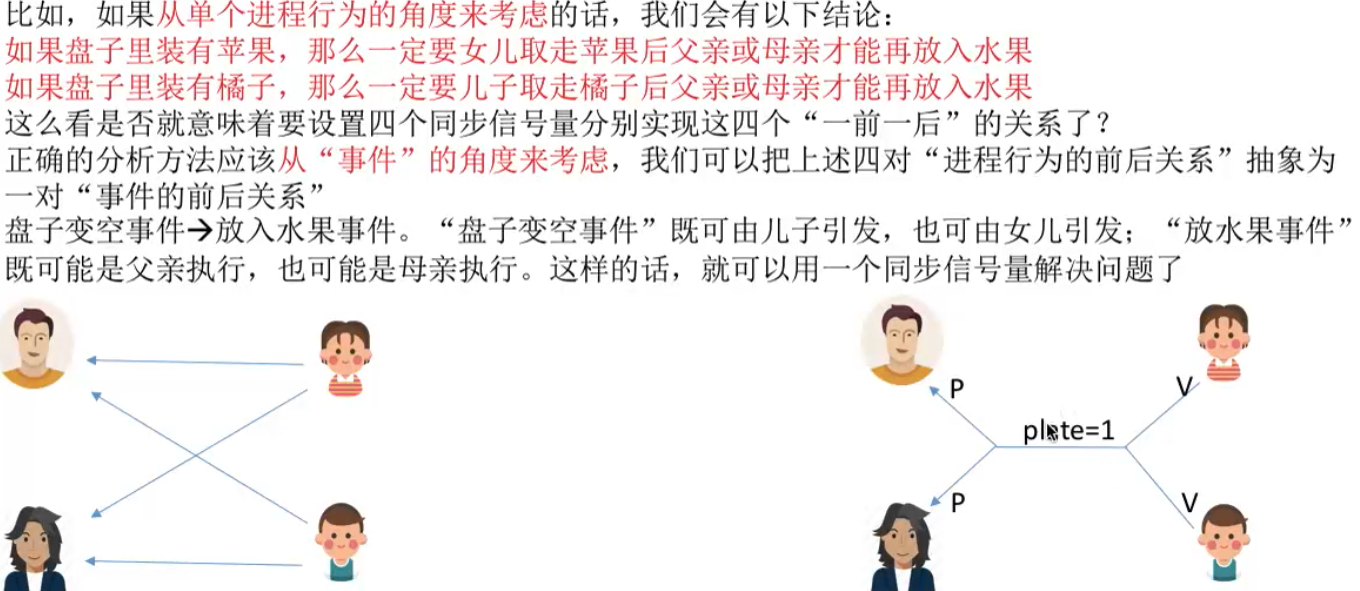 比如，如果从单个进程行为的角度来考虑的话，我们会有以下结论：
如果盘子里装有苹果，那么一定要女儿取走苹果后父亲或母亲才能再放入水果
如果盘子里装有橘子，那么一定要儿子取走橘子后父亲或母亲才能再放入水果
这么看是否就意味着要设置四个同步信号量分别实现这四个“一前一后”的关系了？
正确的分析方法应该从“事件”的角度来考虑，我们可以把上述四对“进程行为的前后关系”抽象为
一对“事件的前后关系”
盘子变空事件→放入水果事件。“盘子变空事件”既可由儿子引发，也可由女儿引发；“放水果事件”
既可能是父亲执行，也可能是母亲执行。这样的话，就可以用一个同步信号量解决问题了
P
V
plate=1
P
V